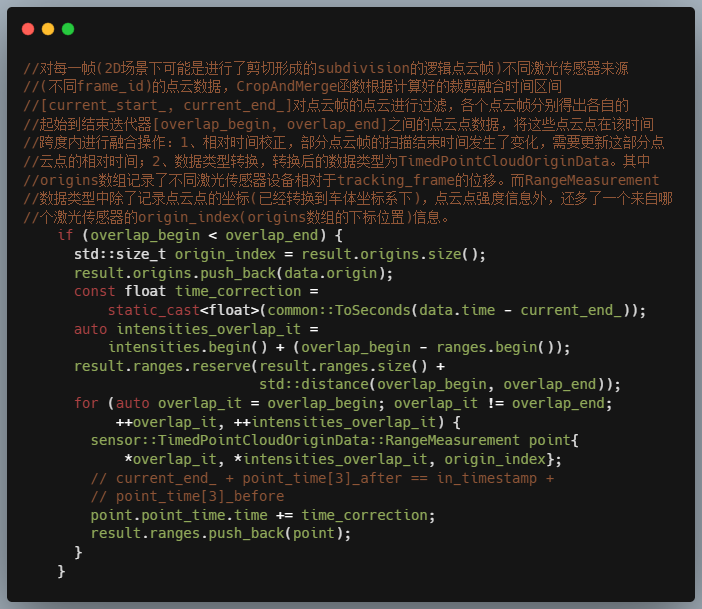 //对每一帧(2D场景下可能是进行了剪切形成的subdivision的逻辑点云帧)不同激光传感器来源
//(不同frame_id)的点云数据，CropAndMerge函数根据计算好的裁剪融合时间区间
//[current_start_, current_end_]对点云帧的点云进行过滤，各个点云帧分别得出各自的
//起始到结束迭代器[overlap_begin, overlap_end]之间的点云点数据，将这些点云点在该时间
//跨度内进行融合操作：1、相对时间校正，部分点云帧的扫描结束时间发生了变化，需要更新这部分点
//云点的相对时间；2、数据类型转换，转换后的数据类型为TimedPointCloudOriginData。其中
//origins数组记录了不同激光传感器设备相对于tracking_frame的位移。而RangeMeasurement
//数据类型中除了记录点云点的坐标(已经转换到车体坐标系下)，点云点强度信息外，还多了一个来自哪
//个激光传感器的origin_index(origins数组的下标位置)信息。
    if (overlap_begin < overlap_end) {
      std::size_t origin_index = result.origins.size();
      result.origins.push_back(data.origin);
      const float time_correction =
          static_cast<float>(common::ToSeconds(data.time - current_end_));
      auto intensities_overlap_it =
          intensities.begin() + (overlap_begin - ranges.begin());
      result.ranges.reserve(result.ranges.size() +
                            std::distance(overlap_begin, overlap_end));
      for (auto overlap_it = overlap_begin; overlap_it != overlap_end;
           ++overlap_it, ++intensities_overlap_it) {
        sensor::TimedPointCloudOriginData::RangeMeasurement point{
            *overlap_it, *intensities_overlap_it, origin_index};
        // current_end_ + point_time[3]_after == in_timestamp +
        // point_time[3]_before
        point.point_time.time += time_correction;
        result.ranges.push_back(point);
      }
    }